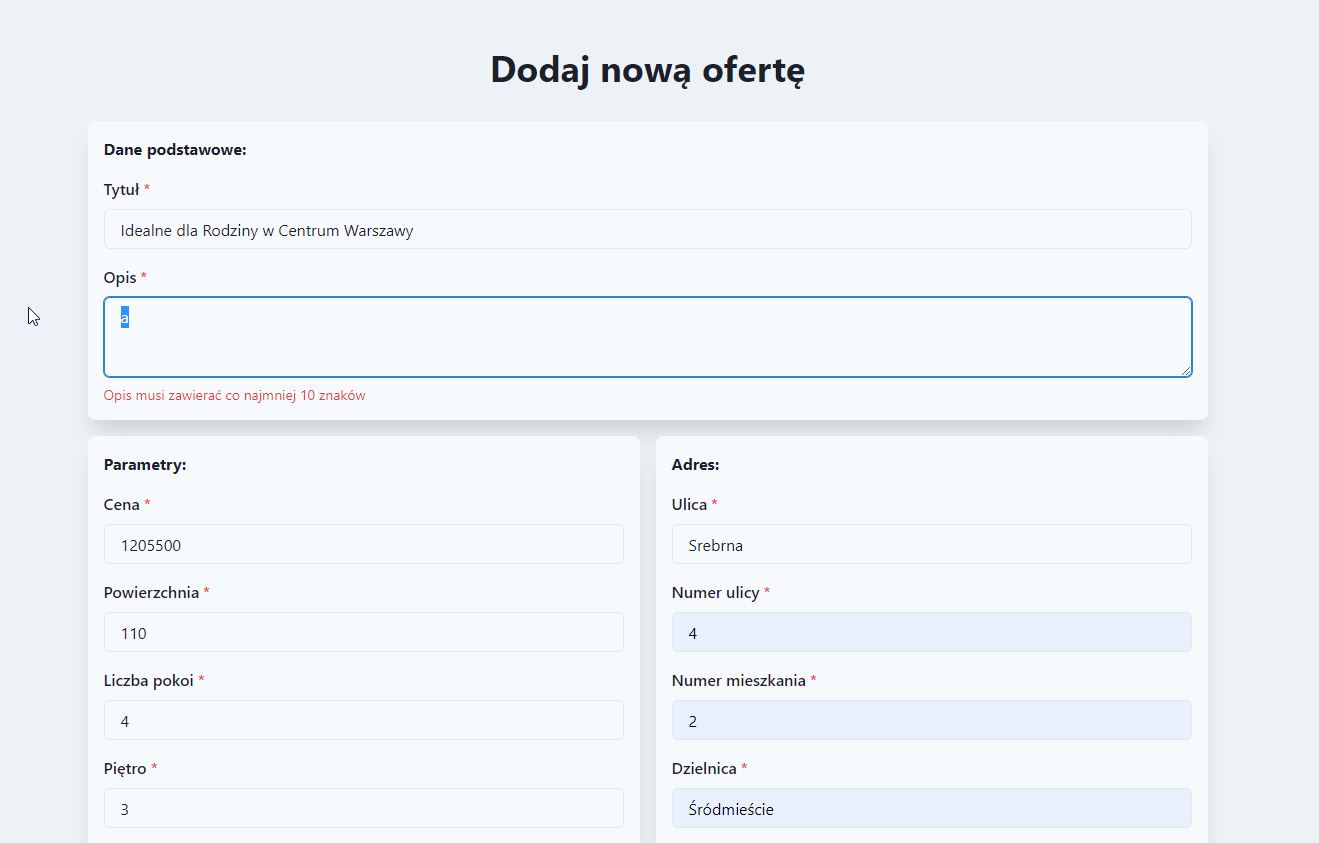 Dodaj nową ofertę
Dane podstawowe:
Tytuł *
Idealne dla Rodziny w Centrum Warszawy
Opis *
a
Opis musi zawierać co najmniej 10 znaków
Parametry:
Cena *
1205500
Powierzchnia *
110
Liczba pokoi *
4
Piętro *
3
Adres:
Ulica *
Srebrna
Numer ulicy *
4
Numer mieszkania *
2
Dzielnica *
Śródmieście